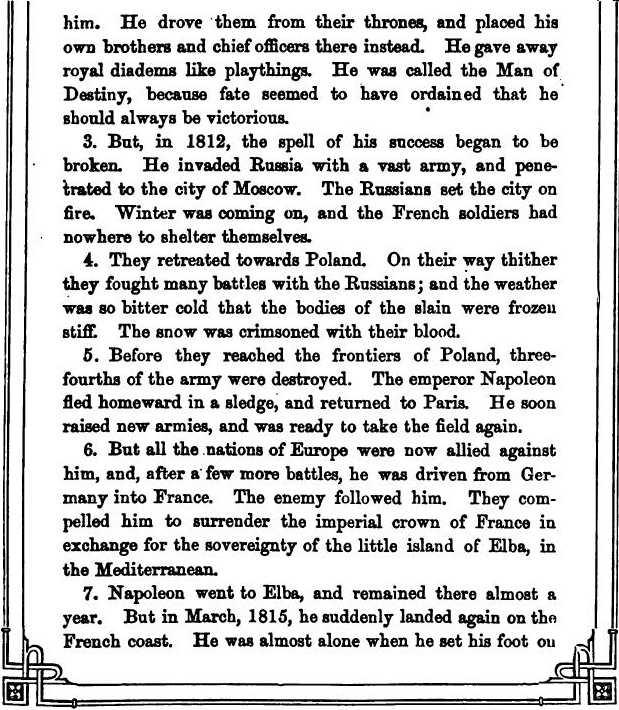 him. He drove them from their thrones, and placed his
own brothers and chief officers there instead. He gave away
royal diadems like playthings. He was called the Man of
Destiny, because fate seemed to have ordained that he
should always be victorious.
3. But, in 1812, the spell of his success began to be
broken. He invaded Russia with a vast army, and pene-
trated to the city of Moscow. The Russians set the city on
fire. Winter was coming on, and the French soldiers had
nowhere to shelter themselves.
4. They retreated towards Poland. On their way thither
they fought many battles with the Russians; and the weather
was so bitter cold that the bodies of the slain were frozen
stiff. The snow was crimsoned with their blood.
5. Before they reached the frontiers of Poland, three-
fourths of the army were destroyed. The emperor Napoleon
fled homeward in a sledge, and returned to Paris. He soon
raised new armies, and was ready to take the field again.
6. But all the nations of Europe were now allied against
him, and, after a few more battles, he was driven from Ger-
many into France. The enemy followed him. They com-
pelled him to surrender the imperial crown of France in
exchange for the sovereignty of the little island of Elba, in
the Mediterranean.
7. Napoleon went to Elba, and remained there almost a
year. But in March, 1815, he suddenly landed again on the
French coast. He was almost alone when he set his foot on